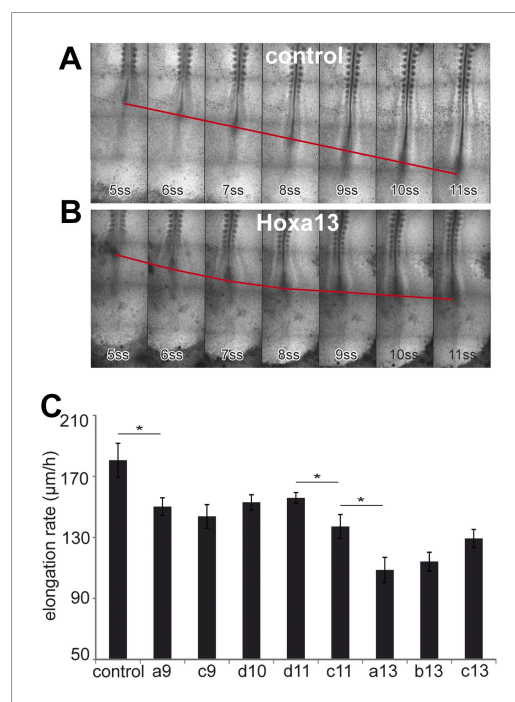 A
control
5ss 6ss 7ss 8ss 9ss 10ss 11ss
B
Hoxa13
5ss 6ss 7ss 8ss 9ss 10ss 11ss
C
elongation rate (µm/h)
210
170
130
90
50
*
*
*
control a9 c9 d10 d11 c11 a13 b13 c13